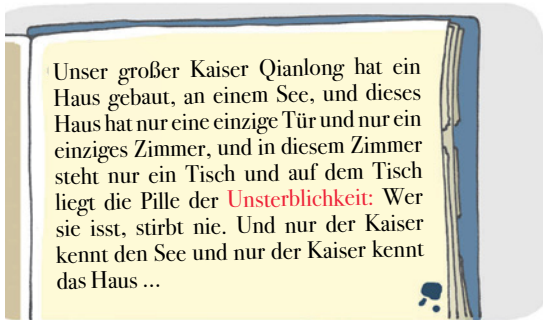 Unser großer Kaiser Qianlong hat ein
Haus gebaut, an einem See, und dieses
Haus hat nur eine einzige Tür und nur ein
einziges Zimmer, und in diesem Zimmer
steht nur ein Tisch und auf dem Tisch
liegt die Pille der Unsterblichkeit: Wer
sie isst, stirbt nie. Und nur der Kaiser
kennt den See und nur der Kaiser kennt
das Haus ...